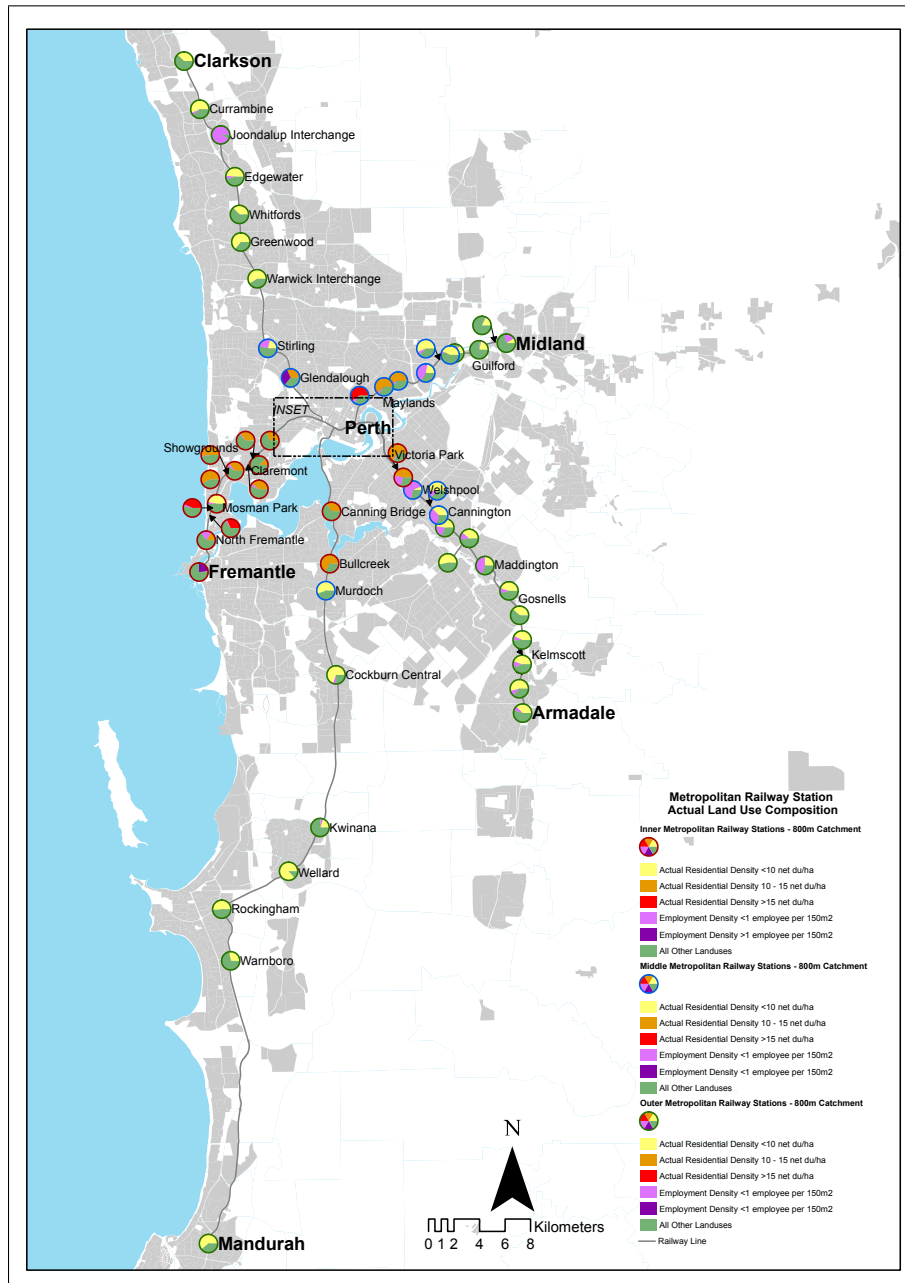 Clarkson
Currambine
Joondalup Interchange
Edgewater
Whitfords
Greenwood
Warwick Interchange
Stirling
Midland
Guilford
Glendalough
Maylands
INSET
Perth
Showgrounds
Victoria Park
Claremont
Welshpool
Mosman Park
Canning Bridge
Cannington
North Fremantle
Bullcreek
Maddington
Fremantle
Murdoch
Gosnells
Kelmscott
Cockburn Central
Armadale
Kwinana
Wellard
Rockingham
Warnboro
Mandurah
Metropolitan Railway Station
Actual Land Use Composition
Inner Metropolitan Railway Stations - 800m Catchment
Actual Residential Density <10 net du/ha
Actual Residential Density 10 - 15 net du/ha
Actual Residential Density >15 net du/ha
Employment Density <1 employee per 150m2
Employment Density >1 employee per 150m2
All Other Landuses
Middle Metropolitan Railway Stations - 800m Catchment
Actual Residential Density <10 net du/ha
Actual Residential Density 10 - 15 net du/ha
Actual Residential Density >15 net du/ha
Employment Density <1 employee per 150m2
Employment Density <1 employee per 150m2
All Other Landuses
Outer Metropolitan Railway Stations - 800m Catchment
Actual Residential Density <10 net du/ha
Actual Residential Density 10 - 15 net du/ha
Actual Residential Density >15 net du/ha
Employment Density <1 employee per 150m2
Employment Density <1 employee per 150m2
All Other Landuses
Railway Line
N
Kilometers
0 1 2 4 6 8